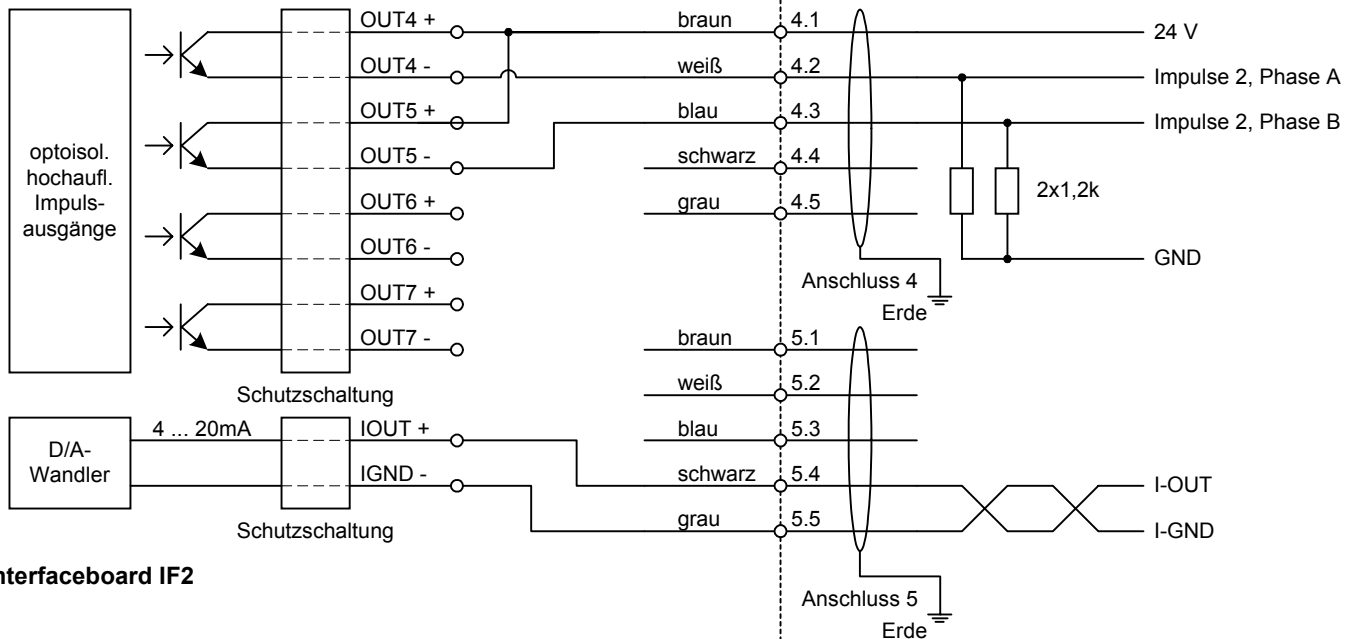 optoisol.
hochaufl.
Impuls-
ausgänge
OUT4 +
OUT4 -
OUT5 +
OUT5 -
OUT6 +
OUT6 -
OUT7 +
OUT7 -
Schutzschaltung
braun 4.1
weiß 4.2
blau 4.3
schwarz 4.4
grau 4.5
24 V
Impulse 2, Phase A
Impulse 2, Phase B
2x1,2k
GND
Anschluss 4
Erde
D/A-
Wandler
4 ... 20mA
IOUT +
IGND -
Schutzschaltung
braun 5.1
weiß 5.2
blau 5.3
schwarz 5.4
grau 5.5
I-OUT
I-GND
Anschluss 5
Erde
nterfaceboard IF2